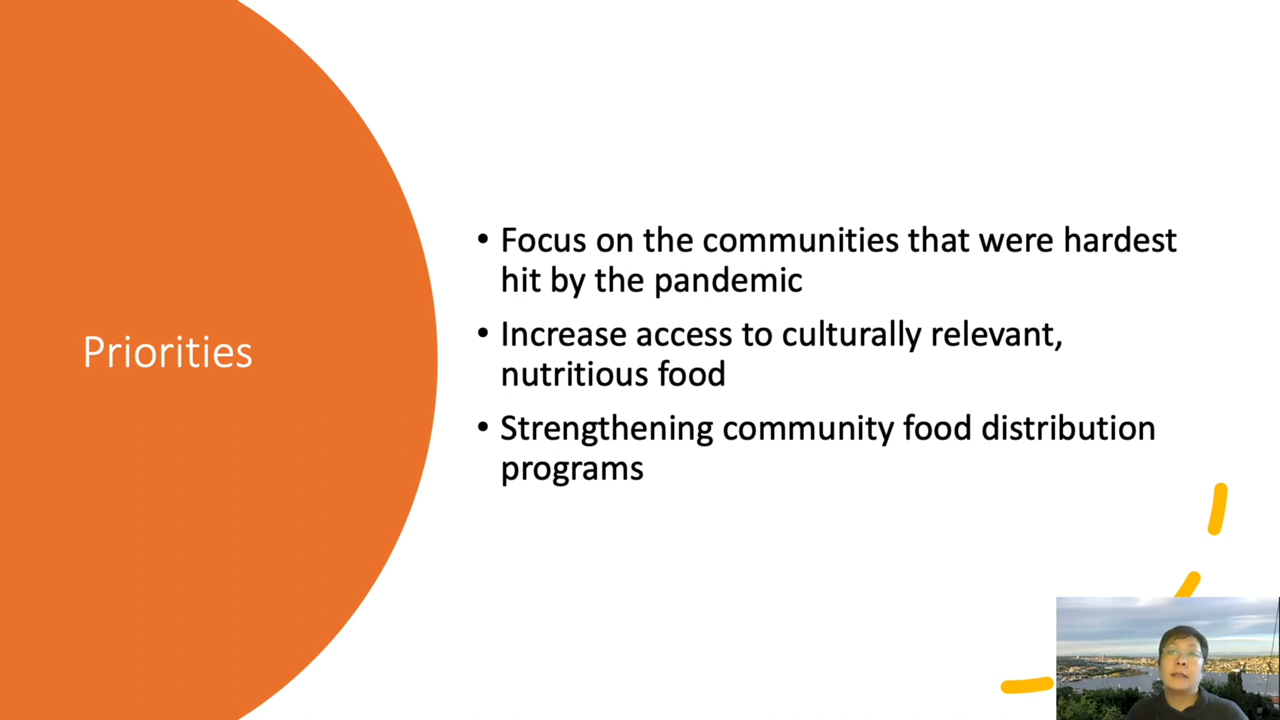 Priorities
• Focus on the communities that were hardest
hit by the pandemic
• Increase access to culturally relevant,
nutritious food
• Strengthening community food distribution
programs